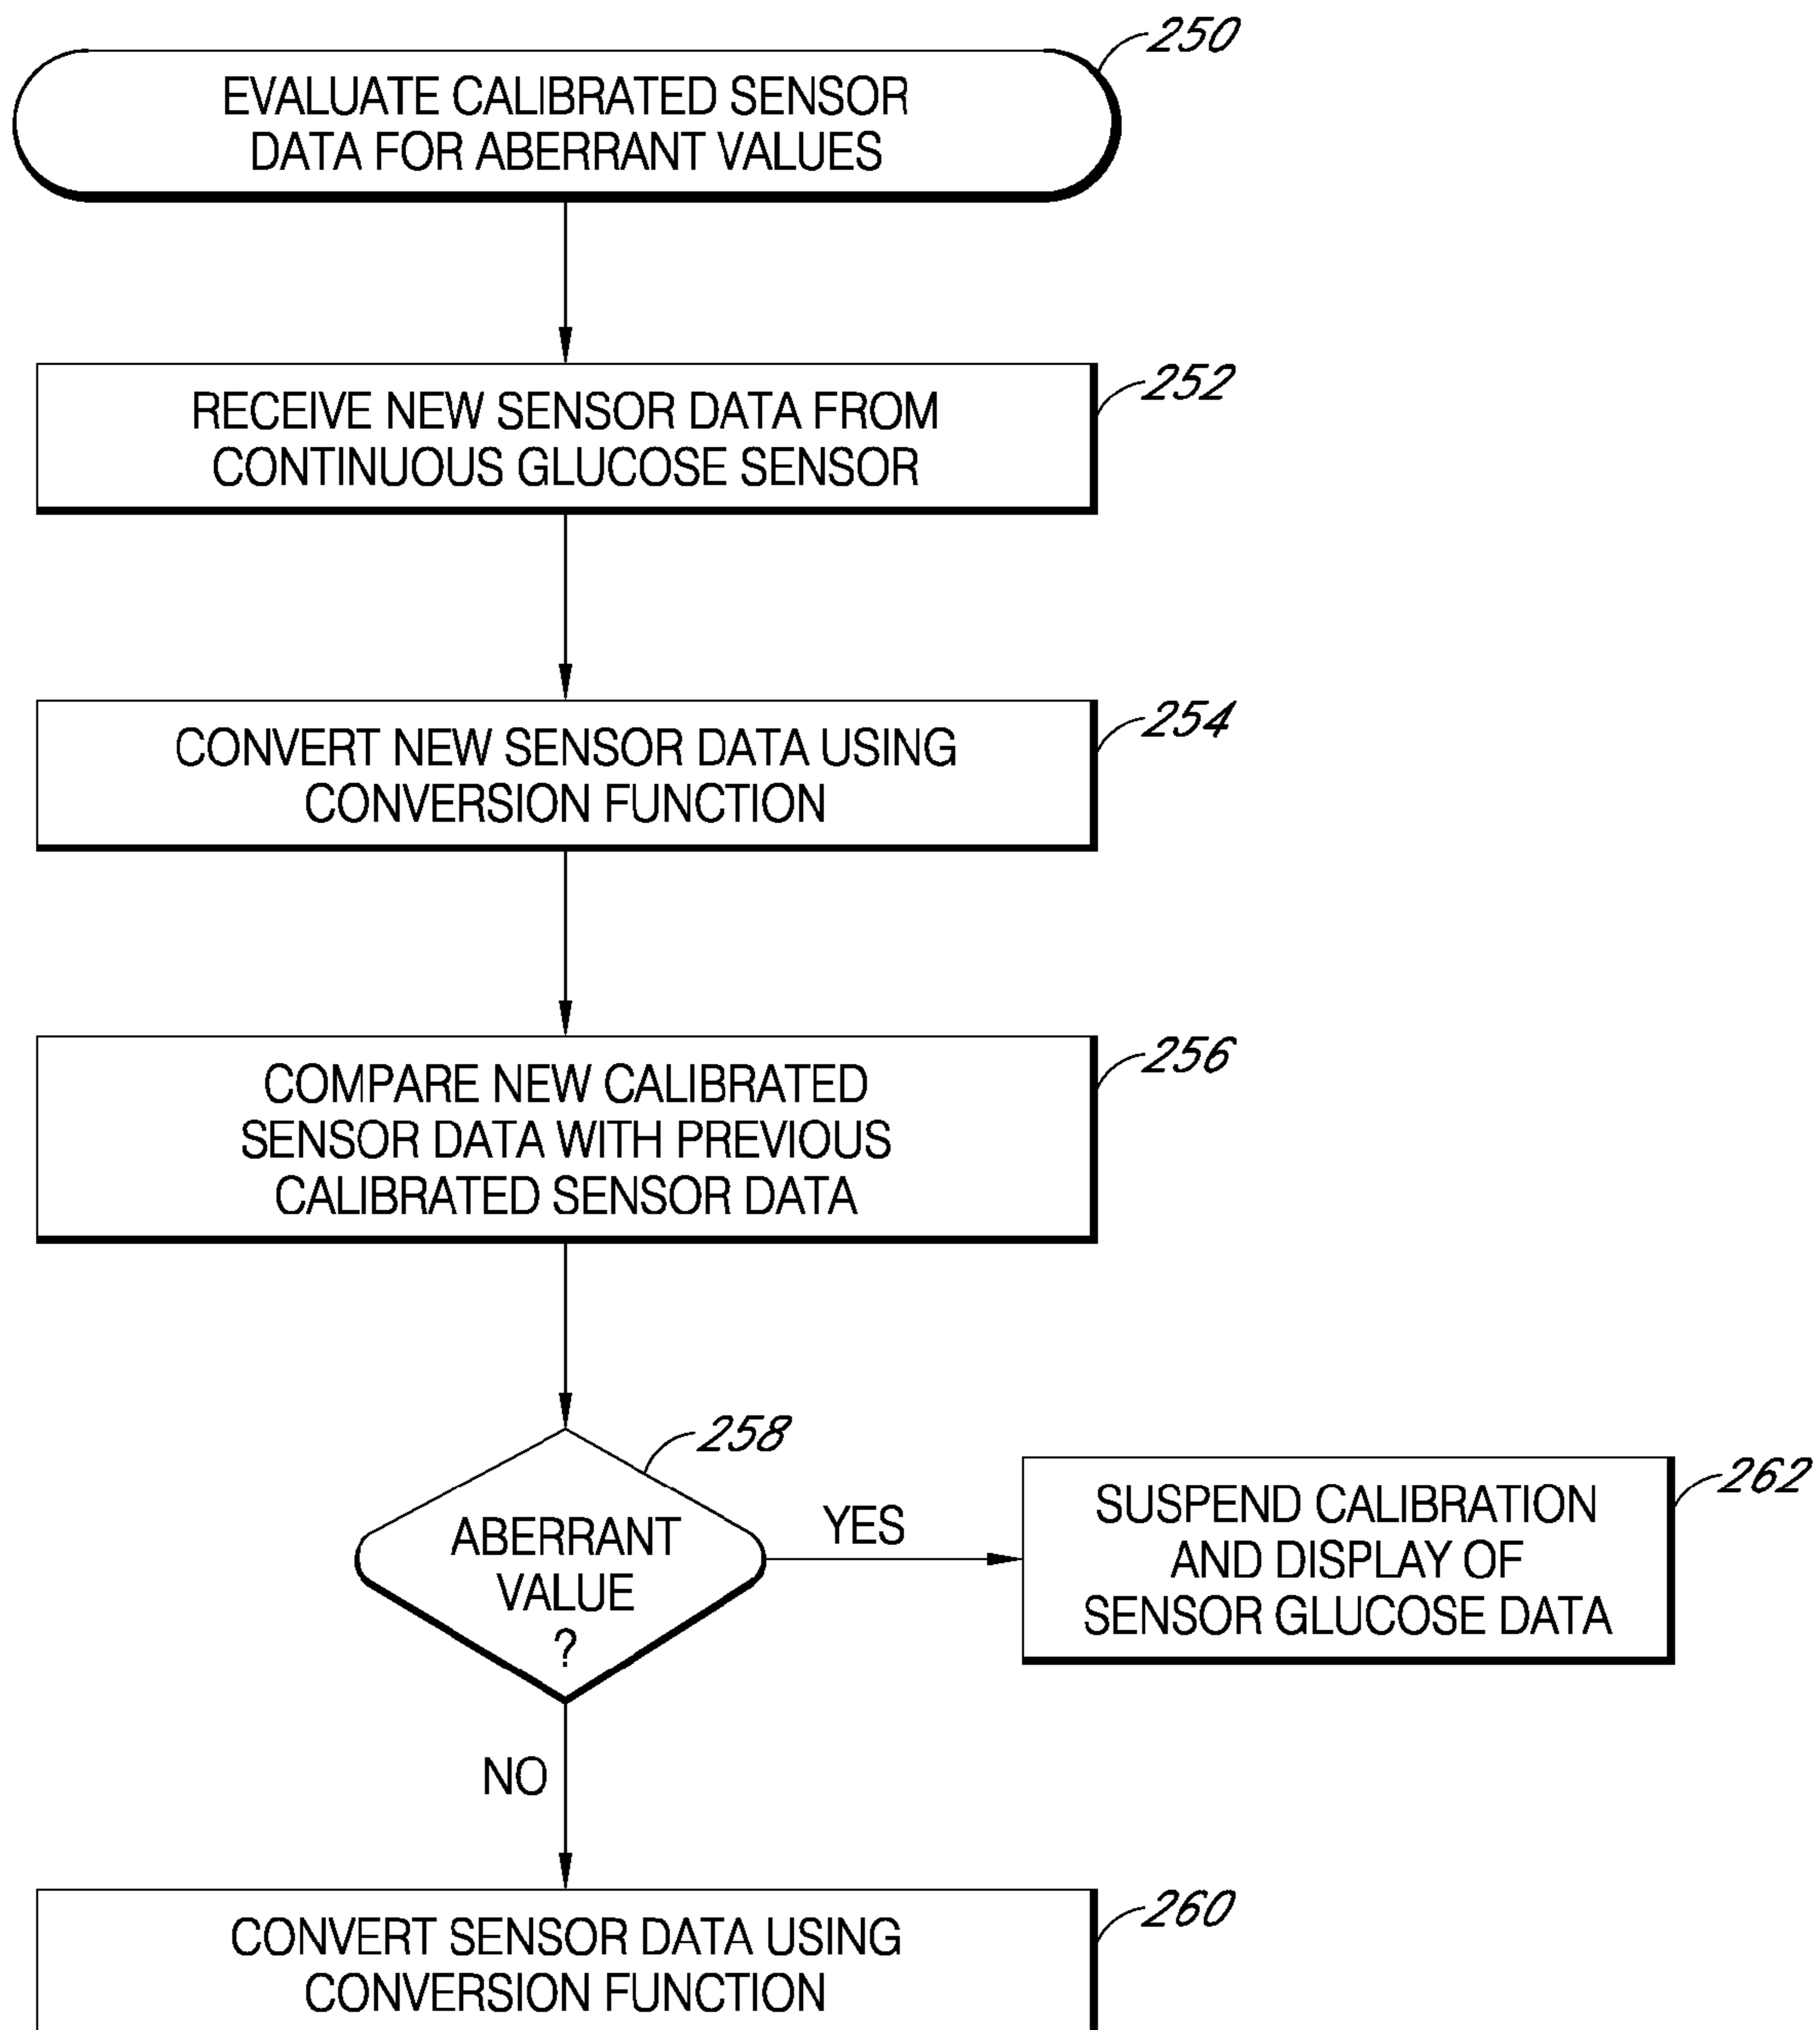 250
EVALUATE CALIBRATED SENSOR
DATA FOR ABERRANT VALUES
252
RECEIVE NEW SENSOR DATA FROM
CONTINUOUS GLUCOSE SENSOR
254
CONVERT NEW SENSOR DATA USING
CONVERSION FUNCTION
256
COMPARE NEW CALIBRATED
SENSOR DATA WITH PREVIOUS
CALIBRATED SENSOR DATA
258
ABERRANT
VALUE
?
YES
262
SUSPEND CALIBRATION
AND DISPLAY OF
SENSOR GLUCOSE DATA
NO
260
CONVERT SENSOR DATA USING
CONVERSION FUNCTION